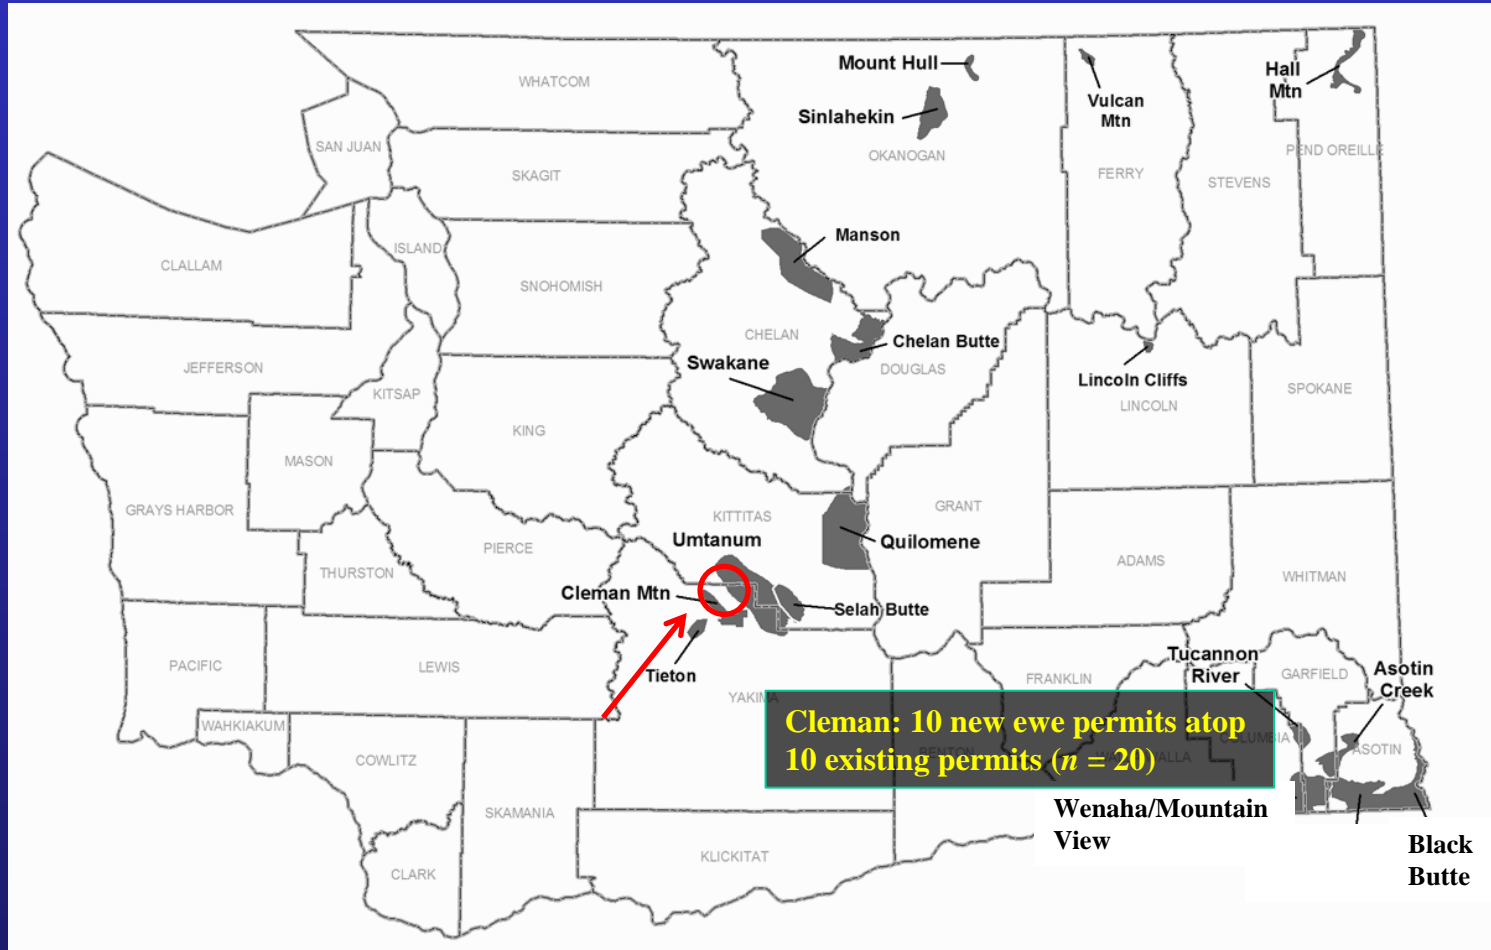 WHATCOM
Mount Hull
Hall
Mtn
Vulcan
Mtn
Sinlahekin
SAN JUAN
OKANOGAN
PEND OREILLE
SKAGIT
FERRY
STEVENS
Manson
ISLAND
CLALLAM
SNOHOMISH
CHELAN
Chelan Butte
Swakane
DOUGLAS
JEFFERSON
Lincoln Cliffs
KITSAP
LINCOLN
SPOKANE
KING
MASON
GRAYS HARBOR
GRANT
KITTITAS
Umtanum
Quilomene
PIERCE
ADAMS
THURSTON
WHITMAN
Cleman Mtn
Selah Butte
Tucannon
River
PACIFIC
LEWIS
Tieton
Asotin
Creek
GARFIELD
FRANKLIN
YAKIMA
Cleman: 10 new ewe permits atop
10 existing permits (n = 20)
WAHKIAKUM
COLUMBIA
ASOTIN
BENTON
WALLA WALLA
COWLITZ
SKAMANIA
Wenaha/Mountain
View
Black
Butte
KLICKITAT
CLARK